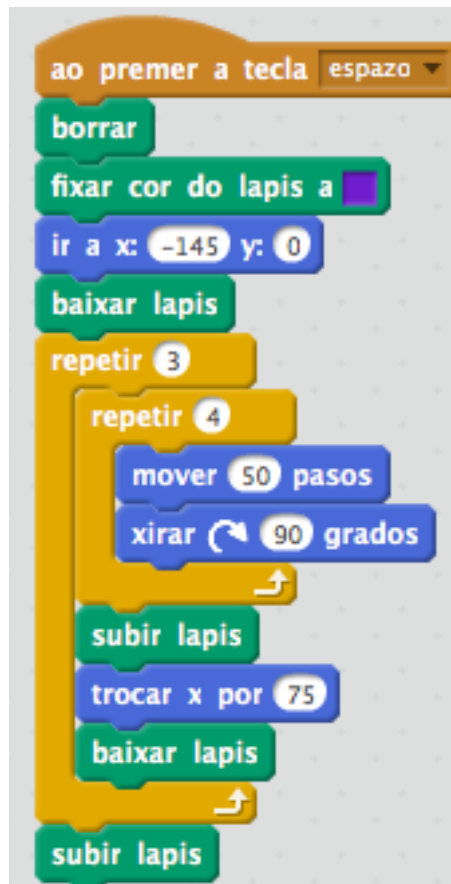 ao premer a tecla espazo
borrar
fixar cor do lapis a
ir a x: -145 y: 0
baixar lapis
repetir 3
repetir 4
mover 50 pasos
xirar 90 grados
subir lapis
trocar x por 75
baixar lapis
subir lapis